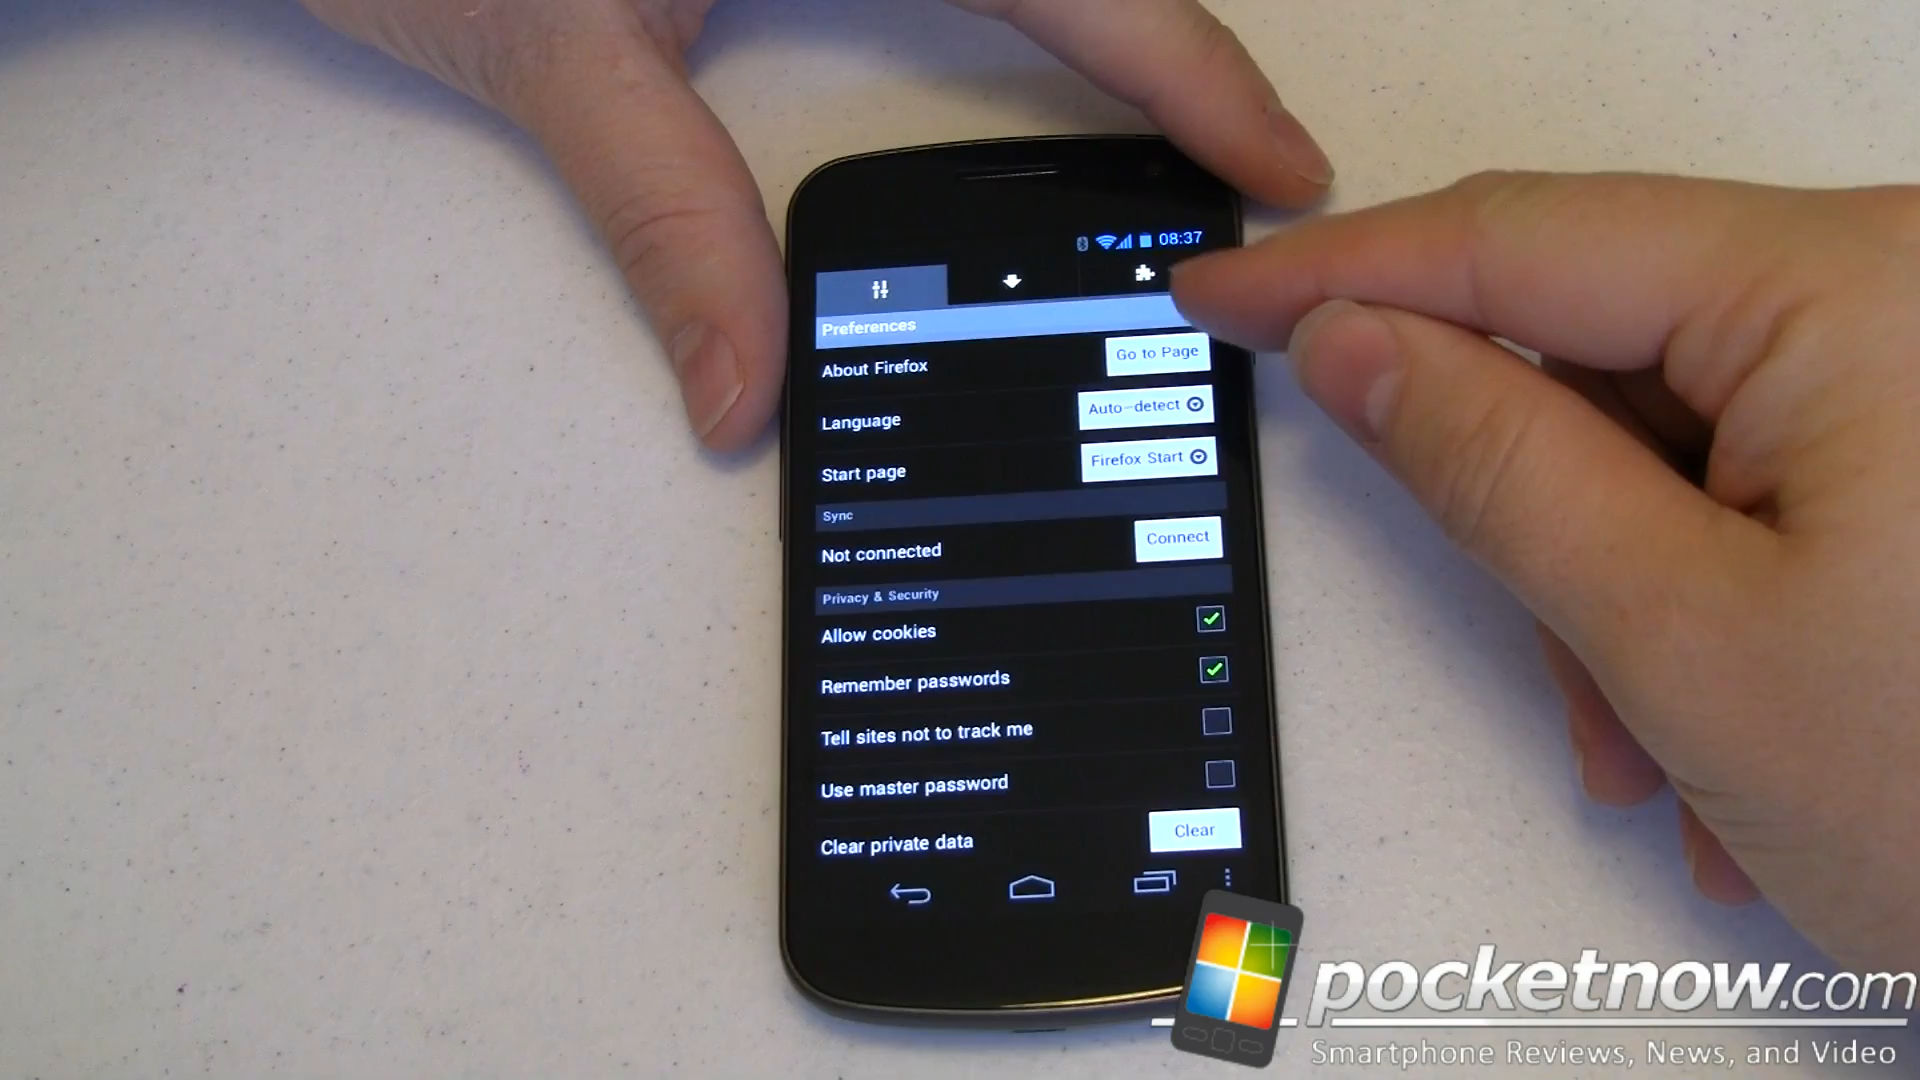 08:37
Preferences
About Firefox Go to Page
Language Auto-detect
Start page Firefox Start
Sync
Not connected Connect
Privacy & Security
Allow cookies
Remember passwords
Tell sites not to track me
Use master password
Clear private data Clear
pocketnow.com
Smartphone Reviews, News, and Video